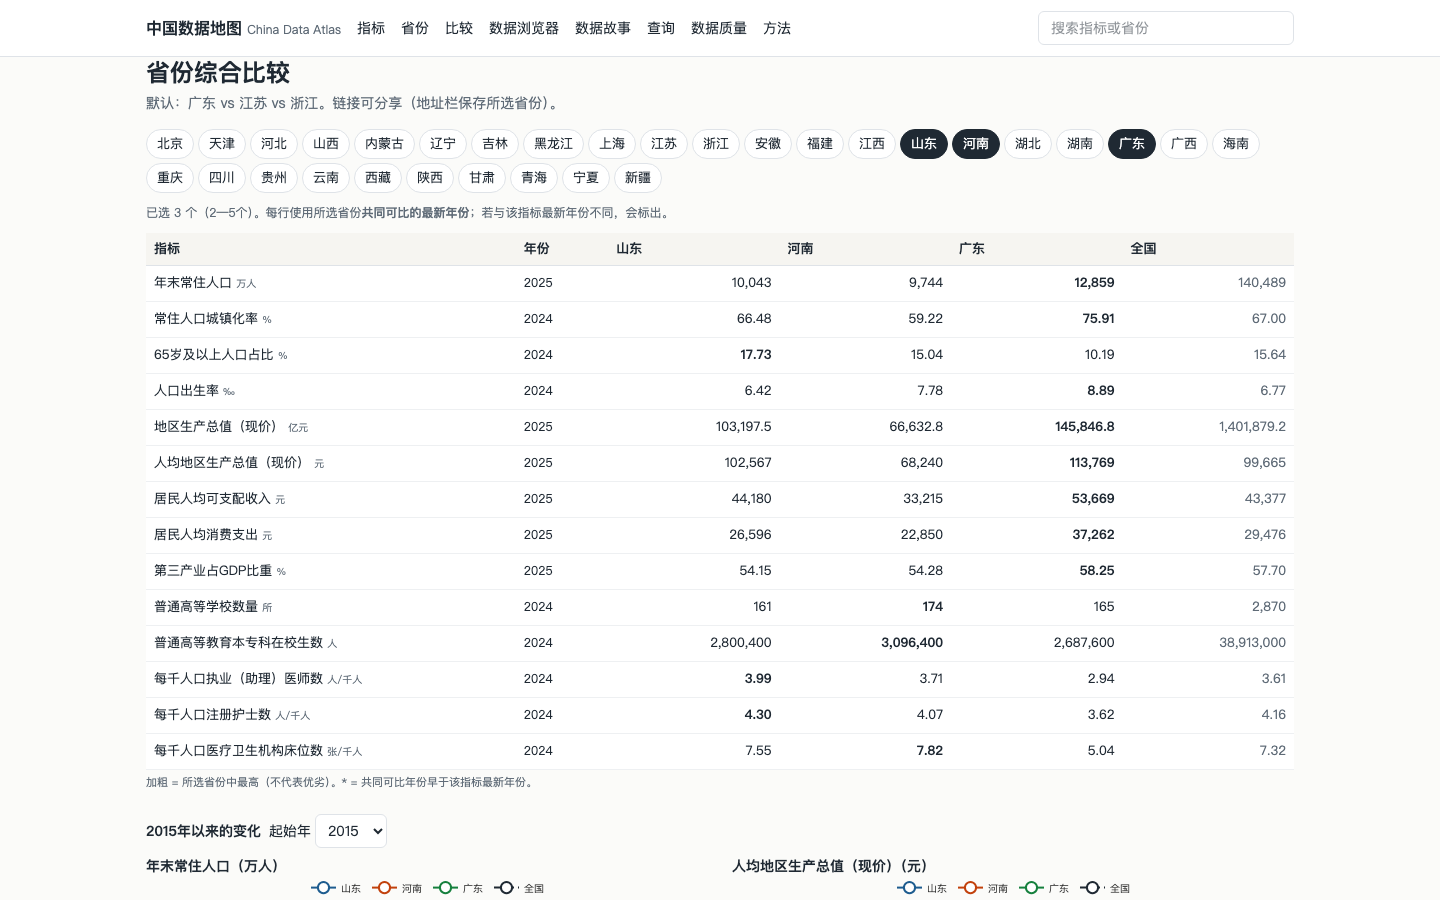 中国数据地图 China Data Atlas 指标 省份 比较 数据浏览器 数据故事 查询 数据质量 方法 搜索指标或省份
省份综合比较
默认：广东 vs 江苏 vs 浙江。链接可分享（地址栏保存所选省份）。
北京 天津 河北 山西 内蒙古 辽宁 吉林 黑龙江 上海 江苏 浙江 安徽 福建 江西 山东 河南 湖北 湖南 广东 广西 海南
重庆 四川 贵州 云南 西藏 陕西 甘肃 青海 宁夏 新疆
已选 3 个（2—5个）。每行使用所选省份共同可比的最新年份；若与该指标最新年份不同，会标出。
指标 年份 山东 河南 广东 全国
年末常住人口 万人 2025 10,043 9,744 12,859 140,489
常住人口城镇化率 % 2024 66.48 59.22 75.91 67.00
65岁及以上人口占比 % 2024 17.73 15.04 10.19 15.64
人口出生率 ‰ 2024 6.42 7.78 8.89 6.77
地区生产总值（现价） 亿元 2025 103,197.5 66,632.8 145,846.8 1,401,879.2
人均地区生产总值（现价） 元 2025 102,567 68,240 113,769 99,665
居民人均可支配收入 元 2025 44,180 33,215 53,669 43,377
居民人均消费支出 元 2025 26,596 22,850 37,262 29,476
第三产业占GDP比重 % 2025 54.15 54.28 58.25 57.70
普通高等学校数量 所 2024 161 174 165 2,870
普通高等教育本专科在校生数 人 2024 2,800,400 3,096,400 2,687,600 38,913,000
每千人口执业（助理）医师数 人/千人 2024 3.99 3.71 2.94 3.61
每千人口注册护士数 人/千人 2024 4.30 4.07 3.62 4.16
每千人口医疗卫生机构床位数 张/千人 2024 7.55 7.82 5.04 7.32
加粗 = 所选省份中最高（不代表优劣）。* = 共同可比年份早于该指标最新年份。
2015年以来的变化 起始年 2015
年末常住人口（万人） 人均地区生产总值（现价）（元）
山东 河南 广东 全国 山东 河南 广东 全国